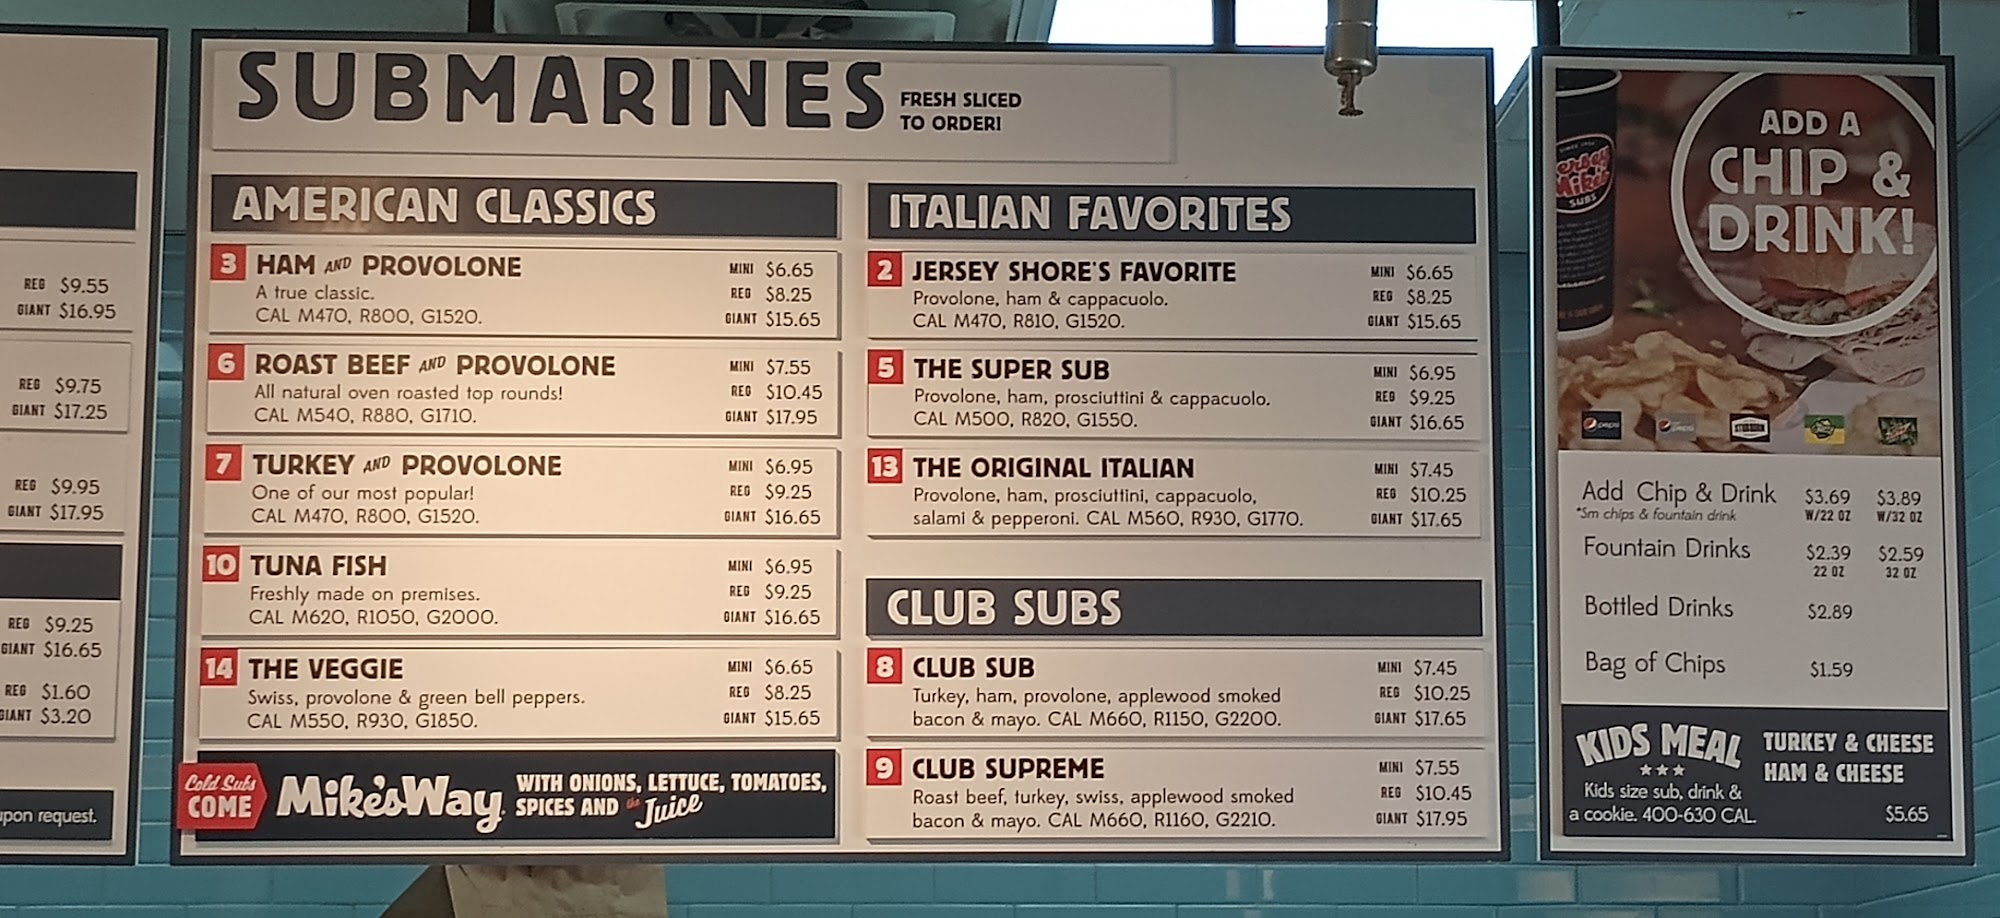 REG $9.55
GIANT $16.95
REG $9.75
GIANT $17.25
REG $9.95
GIANT $17.95
REG $9.25
GIANT $16.65
REG $1.60
GIANT $3.20
upon request.
SUBMARINES
FRESH SLICED
TO ORDER!
AMERICAN CLASSICS
3 HAM AND PROVOLONE MINI $6.65
A true classic. REG $8.25
CAL M470, R800, G1520. GIANT $15.65
6 ROAST BEEF AND PROVOLONE MINI $7.55
All natural oven roasted top rounds! REG $10.45
CAL M540, R880, G1710. GIANT $17.95
7 TURKEY AND PROVOLONE MINI $6.95
One of our most popular! REG $9.25
CAL M470, R800, G1520. GIANT $16.65
10 TUNA FISH MINI $6.95
Freshly made on premises. REG $9.25
CAL M620, R1050, G2000. GIANT $16.65
14 THE VEGGIE MINI $6.65
Swiss, provolone & green bell peppers. REG $8.25
CAL M550, R930, G1850. GIANT $15.65
Cold Subs
COME
Mike's Way
WITH ONIONS, LETTUCE, TOMATOES,
SPICES AND the Juice
ITALIAN FAVORITES
2 JERSEY SHORE'S FAVORITE MINI $6.65
Provolone, ham & cappacuolo. REG $8.25
CAL M470, R810, G1520. GIANT $15.65
5 THE SUPER SUB MINI $6.95
Provolone, ham, prosciuttini & cappacuolo. REG $9.25
CAL M500, R820, G1550. GIANT $16.65
13 THE ORIGINAL ITALIAN MINI $7.45
Provolone, ham, prosciuttini, cappacuolo, REG $10.25
salami & pepperoni. CAL M560, R930, G1770. GIANT $17.65
CLUB SUBS
8 CLUB SUB MINI $7.45
Turkey, ham, provolone, applewood smoked REG $10.25
bacon & mayo. CAL M660, R1150, G2200. GIANT $17.65
9 CLUB SUPREME MINI $7.55
Roast beef, turkey, swiss, applewood smoked REG $10.45
bacon & mayo. CAL M660, R1160, G2210. GIANT $17.95
ADD A
CHIP &
DRINK!
Jersey
Mike's
SUBS
pepsi
pepsi
Add Chip & Drink $3.69 $3.89
*Sm chips & fountain drink W/22 OZ W/32 OZ
Fountain Drinks $2.39 $2.59
22 OZ 32 OZ
Bottled Drinks $2.89
Bag of Chips $1.59
KIDS MEAL
TURKEY & CHEESE
HAM & CHEESE
Kids size sub, drink &
a cookie. 400-630 CAL. $5.65